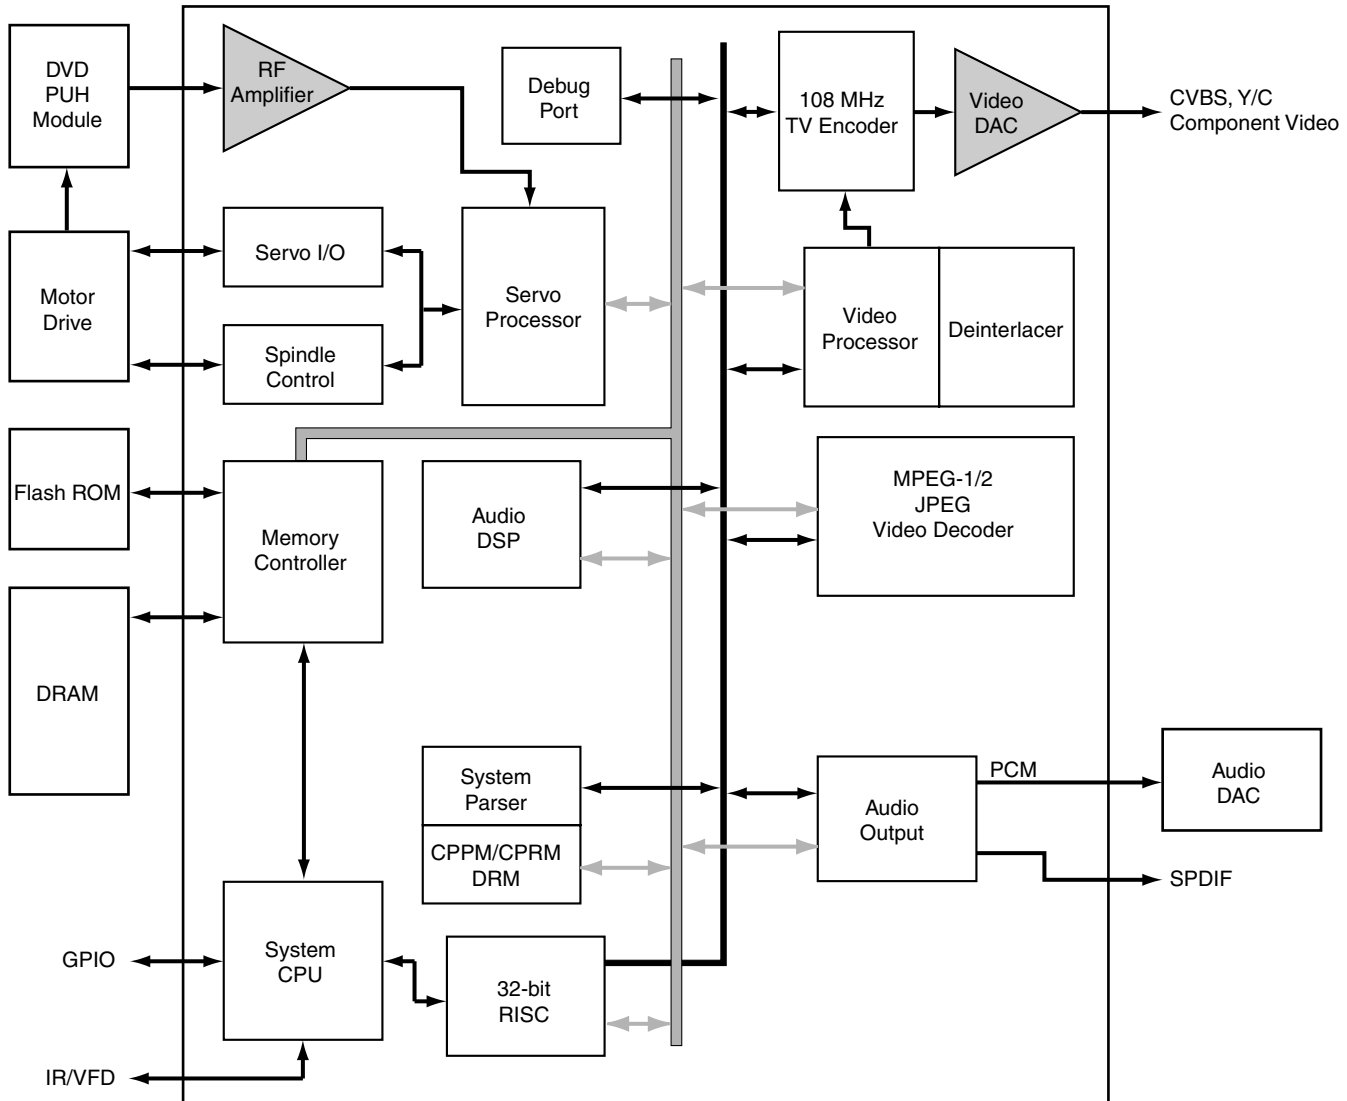 DVD
PUH
Module
RF
Amplifier
Debug
Port
108 MHz
TV Encoder
Video
DAC
CVBS, Y/C
Component Video
Motor
Drive
Servo I/O
Spindle
Control
Servo
Processor
Video
Processor
Deinterlacer
Flash ROM
Memory
Controller
Audio
DSP
MPEG-1/2
JPEG
Video Decoder
DRAM
System
Parser
CPPM/CPRM
DRM
Audio
Output
PCM
Audio
DAC
SPDIF
GPIO
System
CPU
32-bit
RISC
IR/VFD